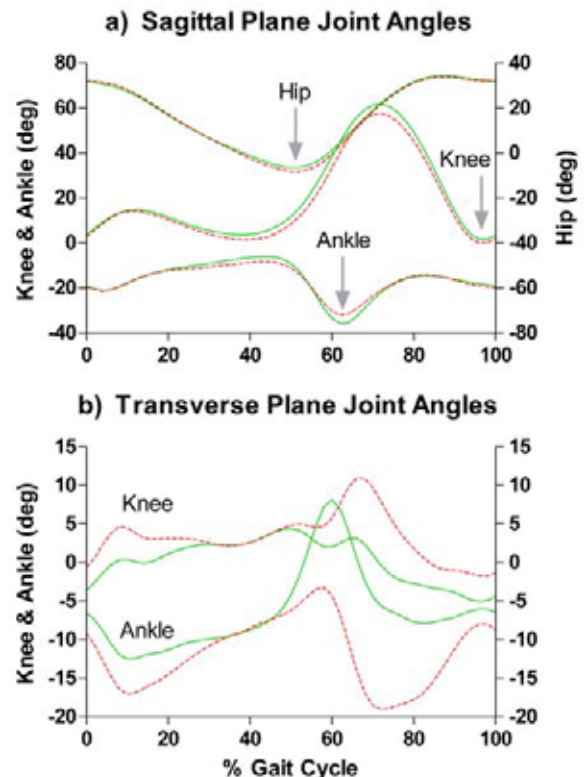 a) Sagittal Plane Joint Angles
Knee & Ankle (deg)
80
60
40
20
0
-20
-40
Hip
Knee
Ankle
40
20
0
-20
-40
-60
-80
Hip (deg)
0 20 40 60 80 100
b) Transverse Plane Joint Angles
Knee & Ankle (deg)
15
10
5
0
-5
-10
-15
-20
Knee
Ankle
15
10
5
0
-5
-10
-15
-20
0 20 40 60 80 100
% Gait Cycle